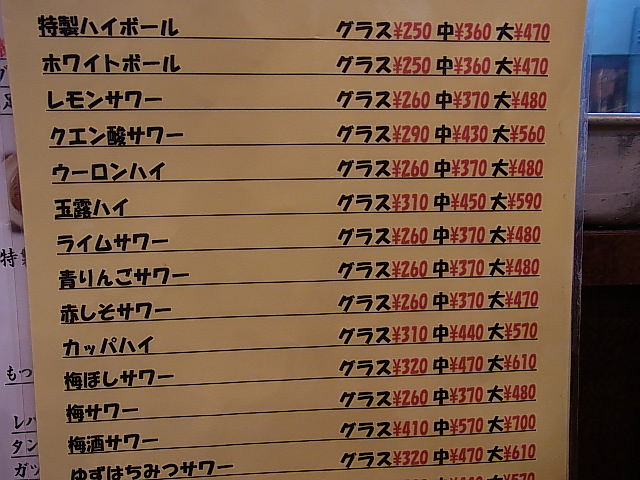 特製ハイボール グラス¥250 中¥360 大¥470
ホワイトボール グラス¥250 中¥360 大¥470
レモンサワー グラス¥260 中¥370 大¥480
クエン酸サワー グラス¥290 中¥430 大¥560
ウーロンハイ グラス¥260 中¥370 大¥480
玉露ハイ グラス¥310 中¥450 大¥590
ライムサワー グラス¥260 中¥370 大¥480
青りんごサワー グラス¥260 中¥370 大¥480
赤しそサワー グラス¥260 中¥370 大¥470
カッパハイ グラス¥310 中¥440 大¥570
梅ぼしサワー グラス¥320 中¥470 大¥610
梅サワー グラス¥260 中¥370 大¥480
梅酒サワー グラス¥410 中¥570 大¥700
ゆずはちみつサワー グラス¥320 中¥470 大¥610
もつ
レバ
タン
ガッ